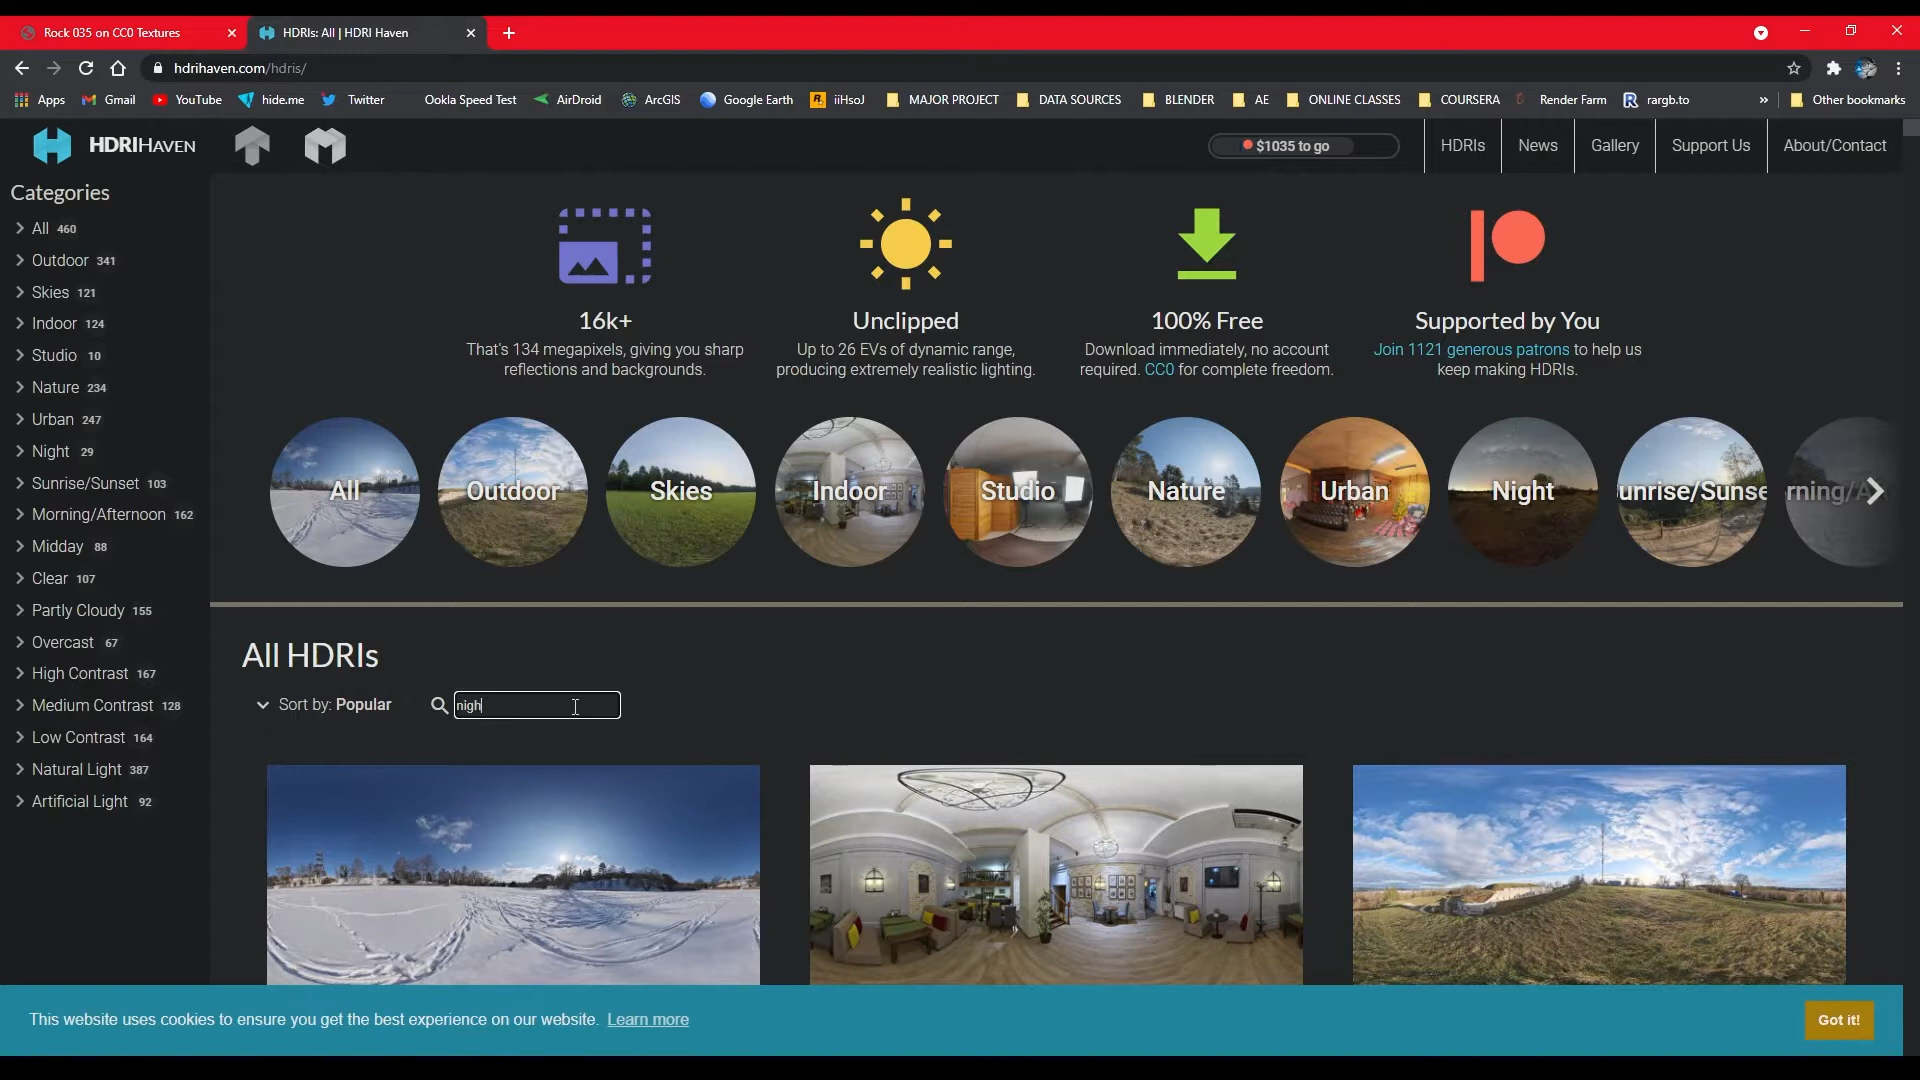 Rock 035 on CC0 Textures
HDRIs: All | HDRI Haven
hdrihaven.com/hdris/
Apps
Gmail
YouTube
hide.me
Twitter
Ookla Speed Test
AirDroid
ArcGIS
Google Earth
iiHsoJ
MAJOR PROJECT
DATA SOURCES
BLENDER
AE
ONLINE CLASSES
COURSERA
Render Farm
rargb.to
»
Other bookmarks
HDRIHAVEN
$1035 to go
HDRIs
News
Gallery
Support Us
About/Contact
Categories
All 460
Outdoor 341
Skies 121
Indoor 124
Studio 10
Nature 234
Urban 247
Night 29
Sunrise/Sunset 103
Morning/Afternoon 162
Midday 88
Clear 107
Partly Cloudy 155
Overcast 67
High Contrast 167
Medium Contrast 128
Low Contrast 164
Natural Light 387
Artificial Light 92
16k+
That's 134 megapixels, giving you sharp
reflections and backgrounds.
Unclipped
Up to 26 EVs of dynamic range,
producing extremely realistic lighting.
100% Free
Download immediately, no account
required. CC0 for complete freedom.
Supported by You
Join 1121 generous patrons to help us
keep making HDRIs.
All
Outdoor
Skies
Indoor
Studio
Nature
Urban
Night
unrise/Sunse
rning/A
All HDRIs
Sort by: Popular
nigh
This website uses cookies to ensure you get the best experience on our website. Learn more
Got it!